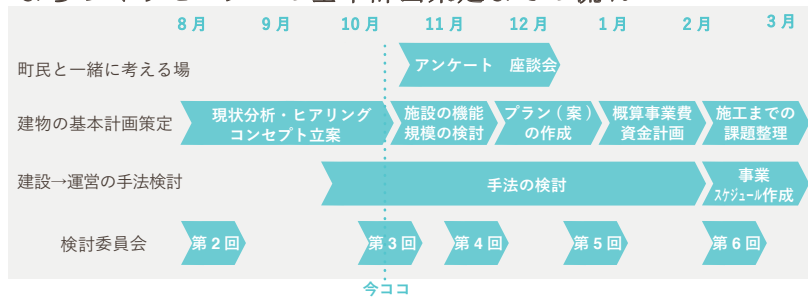 8月 9月 10月 11月 12月 1月 2月 3月
町民と一緒に考える場
アンケート 座談会
建物の基本計画策定
現状分析・ヒアリング
コンセプト立案
施設の機能
規模の検討
プラン(案)
の作成
概算事業費
資金計画
施工までの
課題整理
建設→運営の手法検討
手法の検討
事業
スケジュール作成
検討委員会
第2回
第3回
第4回
第5回
第6回
今ココ